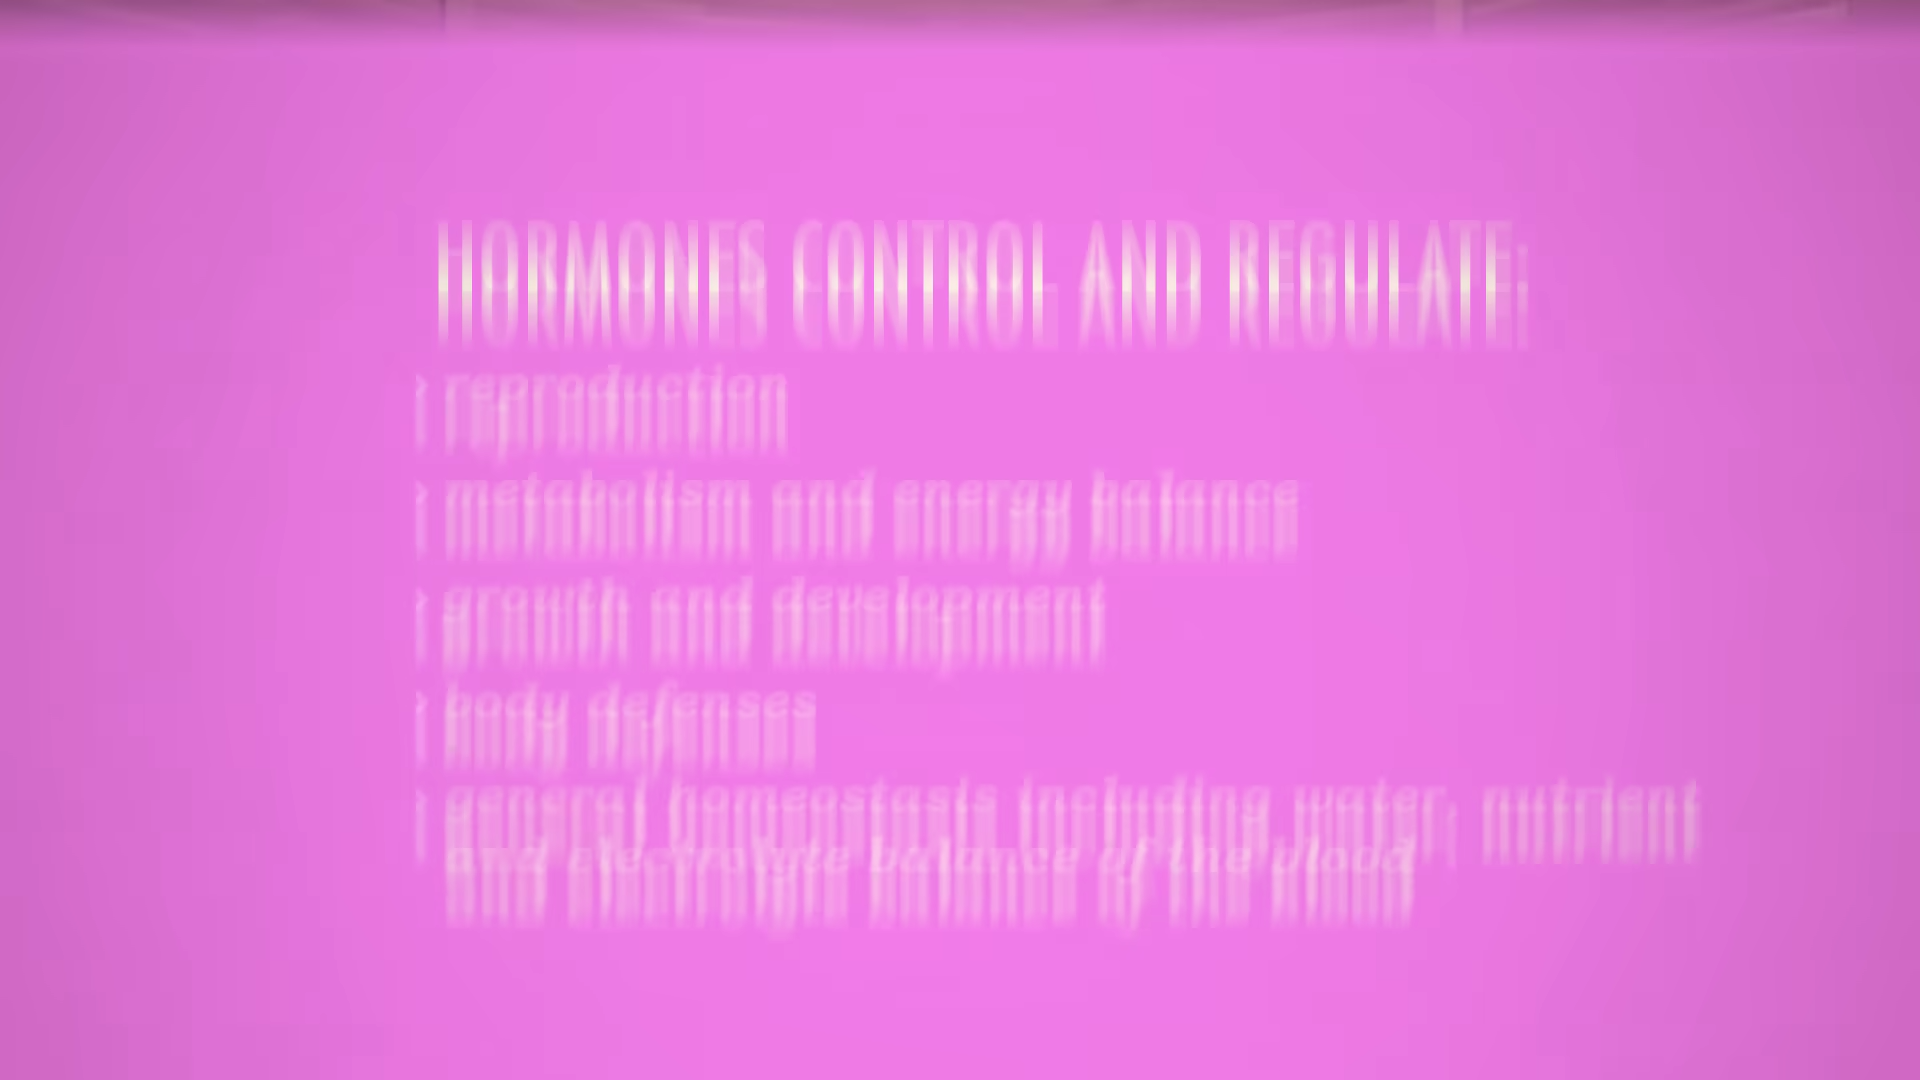 HORMONES CONTROL AND REGULATE:
› reproduction
› metabolism and energy balance
› growth and development
› body defenses
› general homeostasis including water, nutrient
and electrolyte balance of the blood